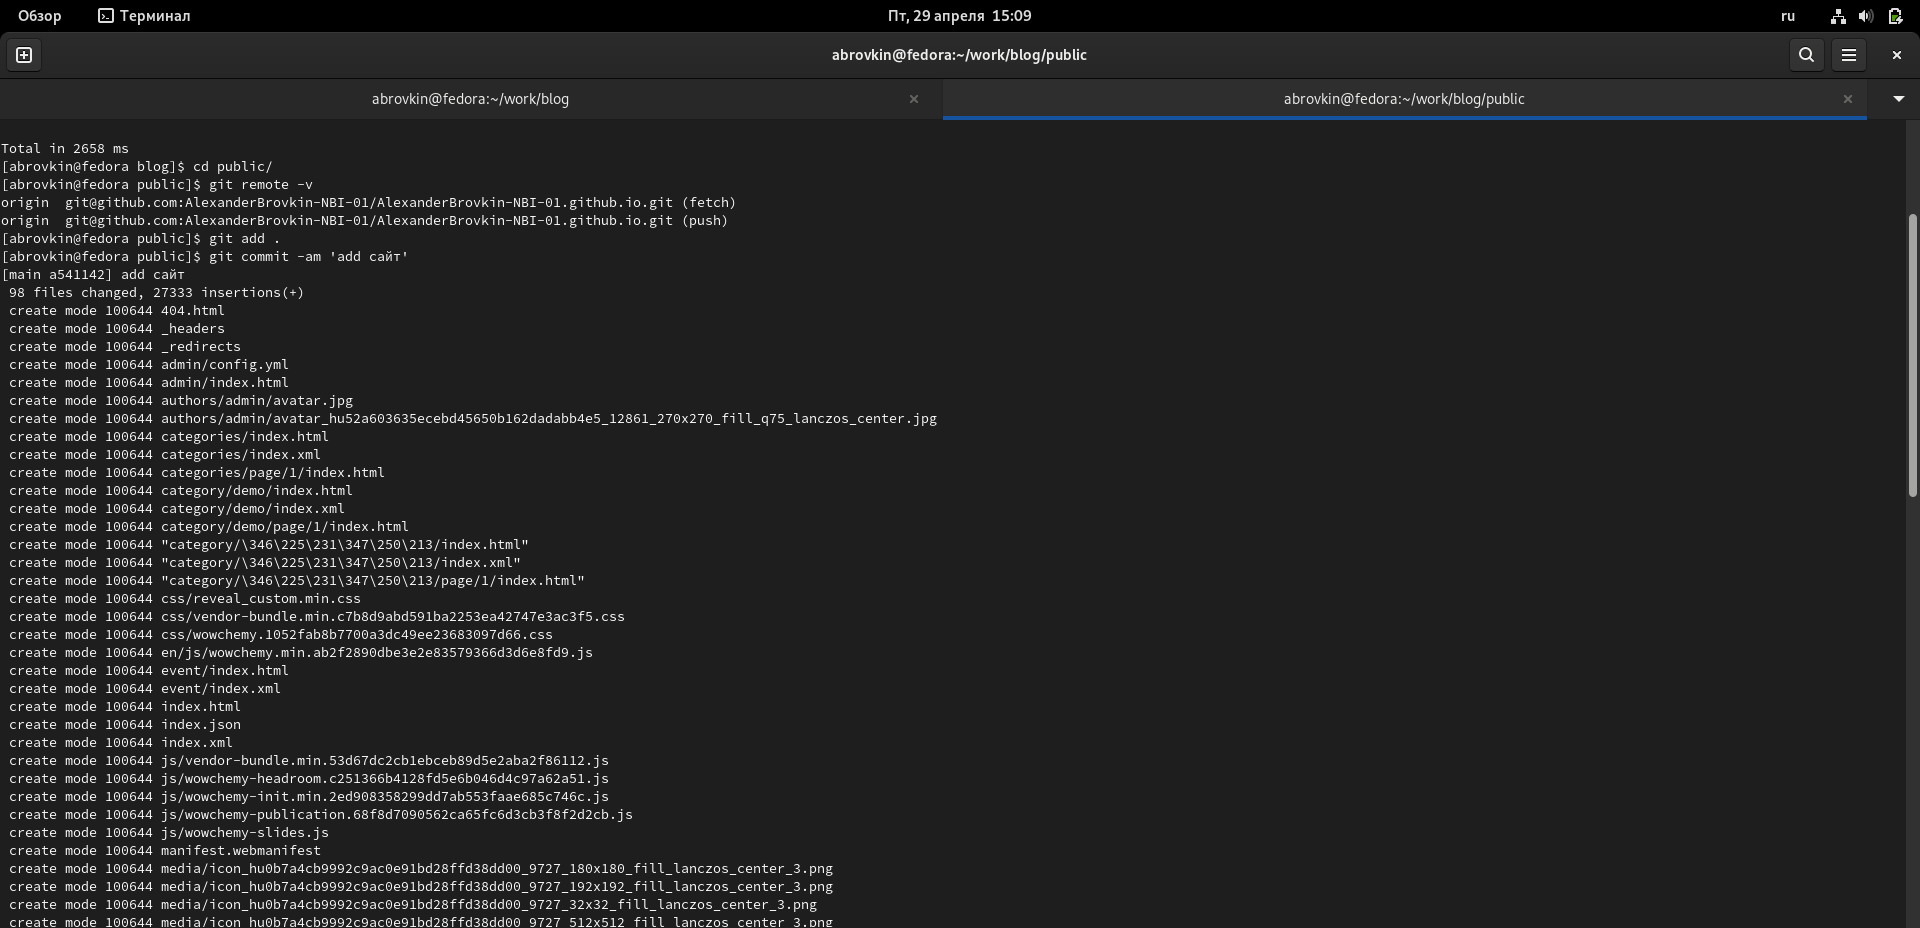 Обзор
Терминал
Пт, 29 апреля 15:09
ru
abrovkin@fedora:~/work/blog/public
abrovkin@fedora:~/work/blog
abrovkin@fedora:~/work/blog/public
Total in 2658 ms
[abrovkin@fedora blog]$ cd public/
[abrovkin@fedora public]$ git remote -v
origin  git@github.com:AlexanderBrovkin-NBI-01/AlexanderBrovkin-NBI-01.github.io.git (fetch)
origin  git@github.com:AlexanderBrovkin-NBI-01/AlexanderBrovkin-NBI-01.github.io.git (push)
[abrovkin@fedora public]$ git add .
[abrovkin@fedora public]$ git commit -am 'add сайт'
[main a541142] add сайт
 98 files changed, 27333 insertions(+)
 create mode 100644 404.html
 create mode 100644 _headers
 create mode 100644 _redirects
 create mode 100644 admin/config.yml
 create mode 100644 admin/index.html
 create mode 100644 authors/admin/avatar.jpg
 create mode 100644 authors/admin/avatar_hu52a603635ecebd45650b162dadabb4e5_12861_270x270_fill_q75_lanczos_center.jpg
 create mode 100644 categories/index.html
 create mode 100644 categories/index.xml
 create mode 100644 categories/page/1/index.html
 create mode 100644 category/demo/index.html
 create mode 100644 category/demo/index.xml
 create mode 100644 category/demo/page/1/index.html
 create mode 100644 "category/\346\225\231\347\250\213/index.html"
 create mode 100644 "category/\346\225\231\347\250\213/index.xml"
 create mode 100644 "category/\346\225\231\347\250\213/page/1/index.html"
 create mode 100644 css/reveal_custom.min.css
 create mode 100644 css/vendor-bundle.min.c7b8d9abd591ba2253ea42747e3ac3f5.css
 create mode 100644 css/wowchemy.1052fab8b7700a3dc49ee23683097d66.css
 create mode 100644 en/js/wowchemy.min.ab2f2890dbe3e2e83579366d3d6e8fd9.js
 create mode 100644 event/index.html
 create mode 100644 event/index.xml
 create mode 100644 index.html
 create mode 100644 index.json
 create mode 100644 index.xml
 create mode 100644 js/vendor-bundle.min.53d67dc2cb1ebceb89d5e2aba2f86112.js
 create mode 100644 js/wowchemy-headroom.c251366b4128fd5e6b046d4c97a62a51.js
 create mode 100644 js/wowchemy-init.min.2ed908358299dd7ab553faae685c746c.js
 create mode 100644 js/wowchemy-publication.68f8d7090562ca65fc6d3cb3f8f2d2cb.js
 create mode 100644 js/wowchemy-slides.js
 create mode 100644 manifest.webmanifest
 create mode 100644 media/icon_hu0b7a4cb9992c9ac0e91bd28ffd38dd00_9727_180x180_fill_lanczos_center_3.png
 create mode 100644 media/icon_hu0b7a4cb9992c9ac0e91bd28ffd38dd00_9727_192x192_fill_lanczos_center_3.png
 create mode 100644 media/icon_hu0b7a4cb9992c9ac0e91bd28ffd38dd00_9727_32x32_fill_lanczos_center_3.png
 create mode 100644 media/icon_hu0b7a4cb9992c9ac0e91bd28ffd38dd00_9727_512x512_fill_lanczos_center_3.png